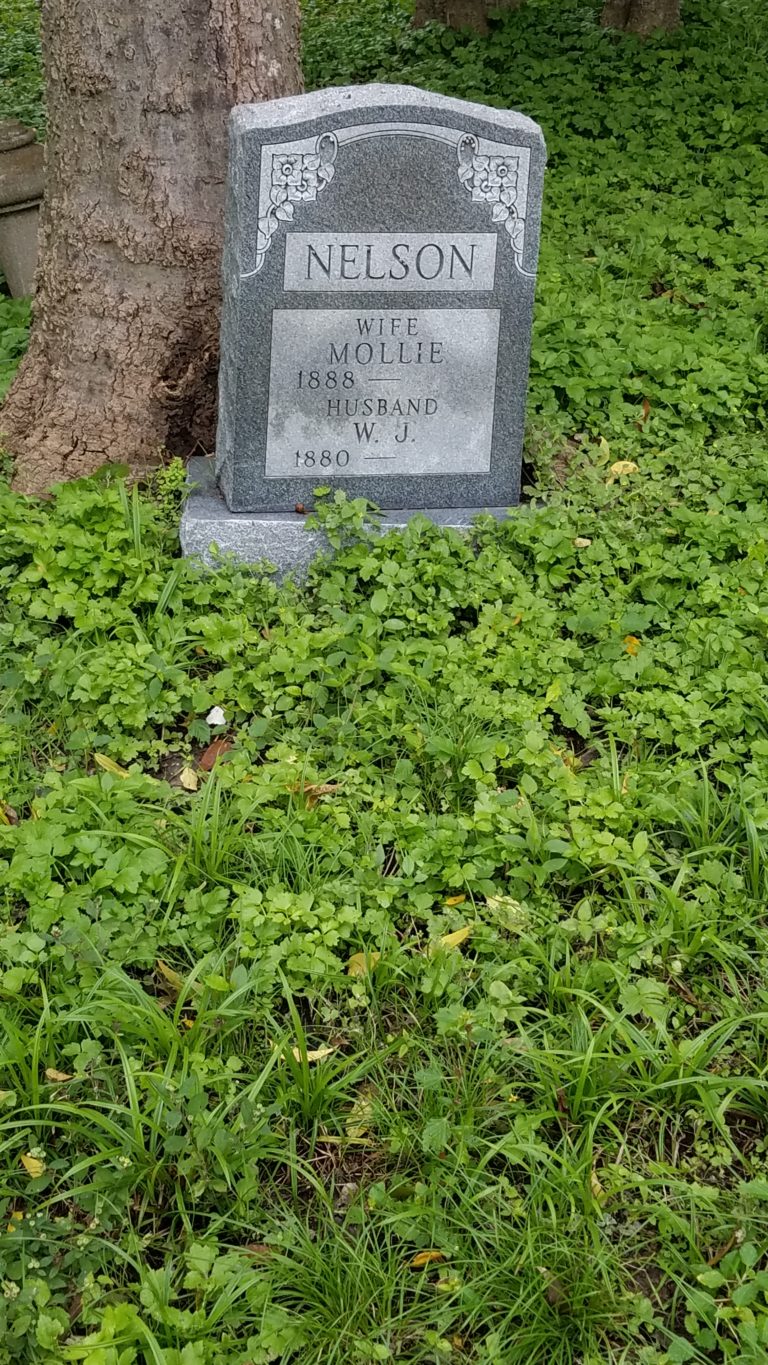 NELSON
WIFE
MOLLIE
1888 —
HUSBAND
W. J.
1880 —